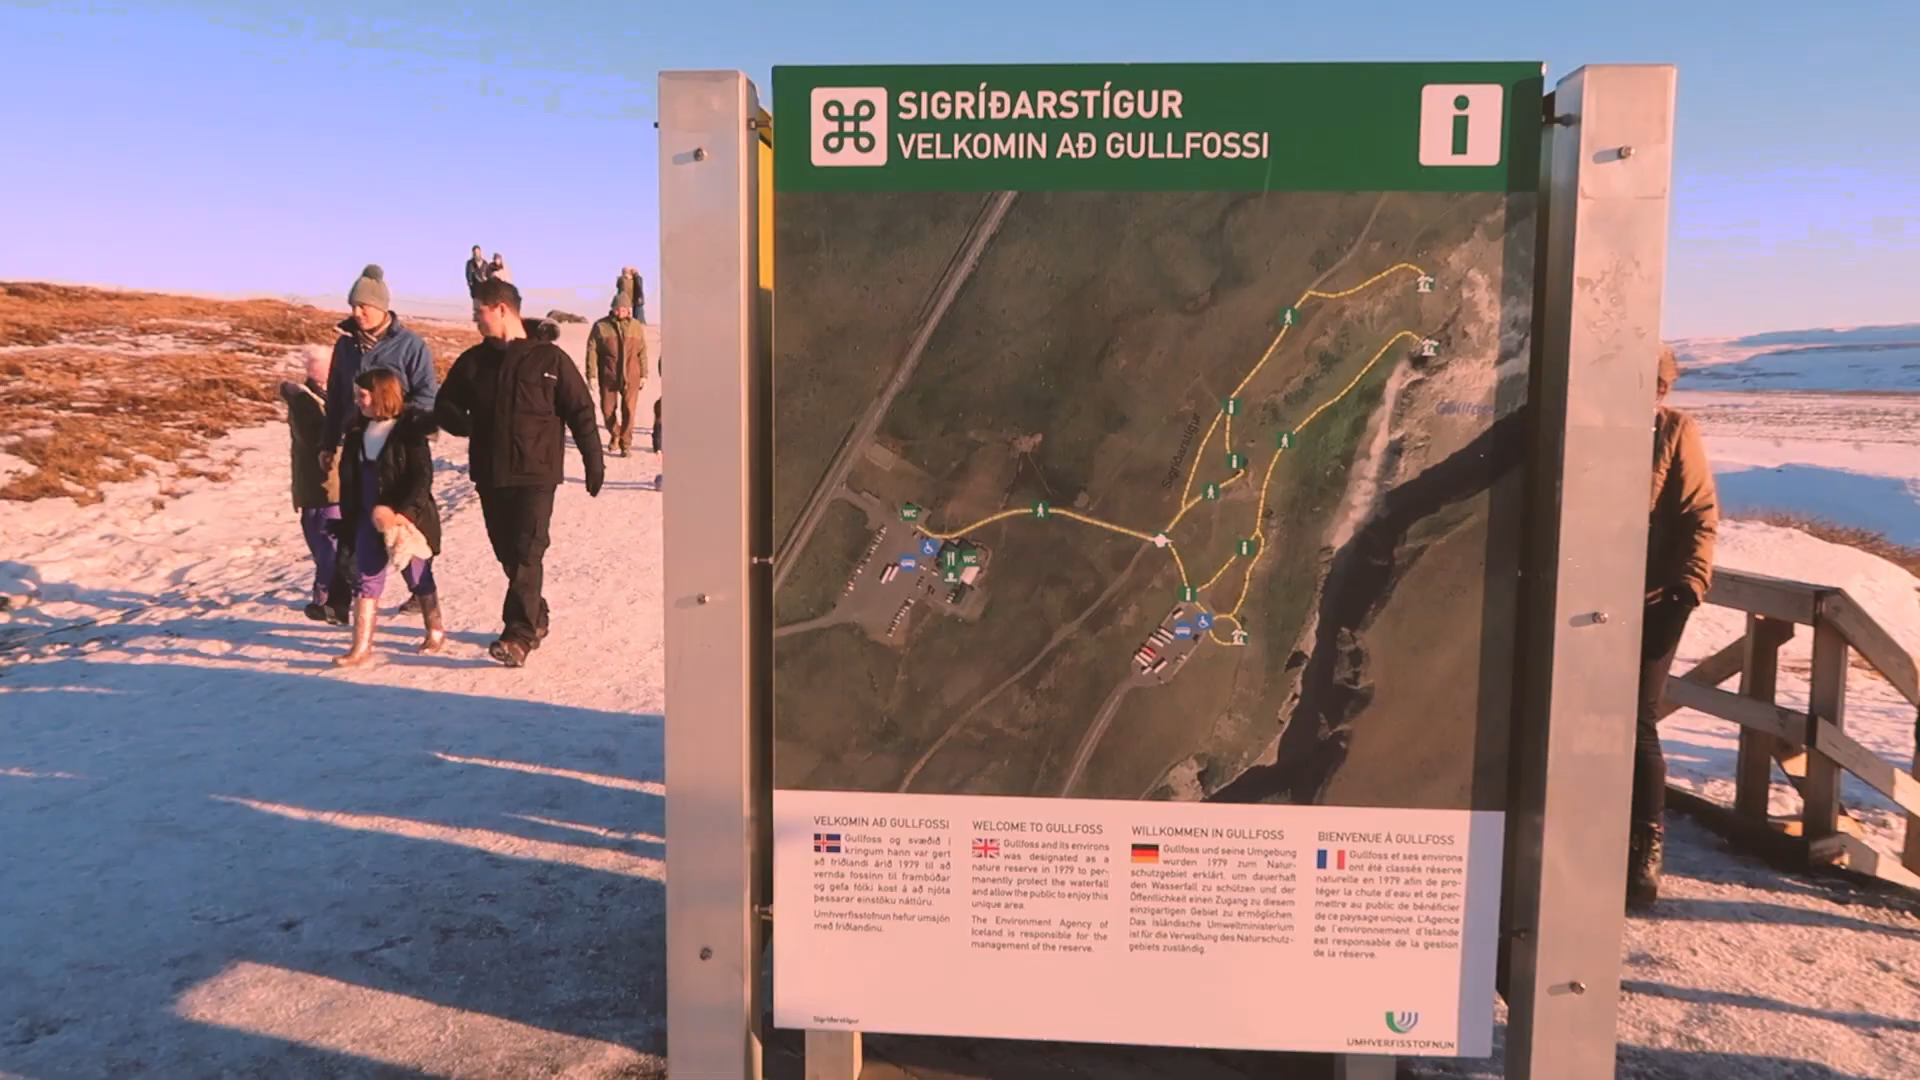 SIGRÍÐARSTÍGUR
VELKOMIN AÐ GULLFOSSI
i
Sigríðarstígur
Gullfoss
WC
WC
VELKOMIN AÐ GULLFOSSI
Gullfoss og svæðið í
kringum hann var gert
að friðlandi árið 1979 til að
vernda fossinn til frambúðar
og gefa fólki kost á að njóta
þessarar einstöku náttúru.
Umhverfisstofnun hefur umsjón
með friðlandinu.
WELCOME TO GULLFOSS
Gullfoss and its environs
was designated as a
nature reserve in 1979 to per-
manently protect the waterfall
and allow the public to enjoy this
unique area.
The Environment Agency of
Iceland is responsible for the
management of the reserve.
WILLKOMMEN IN GULLFOSS
Gullfoss und seine Umgebung
wurden 1979 zum Natur-
schutzgebiet erklärt, um dauerhaft
den Wasserfall zu schützen und der
Öffentlichkeit einen Zugang zu diesem
einzigartigen Gebiet zu ermöglichen.
Das isländische Umweltministerium
ist für die Verwaltung des Naturschutz-
gebiets zuständig.
BIENVENUE À GULLFOSS
Gullfoss et ses environs
ont été classés réserve
naturelle en 1979 afin de pro-
téger la chute d'eau et de per-
mettre au public de bénéficier
de ce paysage unique. L'Agence
de l'environnement d'Islande
est responsable de la gestion
de la réserve.
Sigríðarstígur
UMHVERFISSTOFNUN